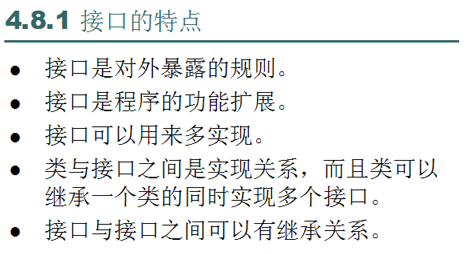 4.8.1 接口的特点
● 接口是对外暴露的规则。
● 接口是程序的功能扩展。
● 接口可以用来多实现。
● 类与接口之间是实现关系，而且类可以
继承一个类的同时实现多个接口。
● 接口与接口之间可以有继承关系。